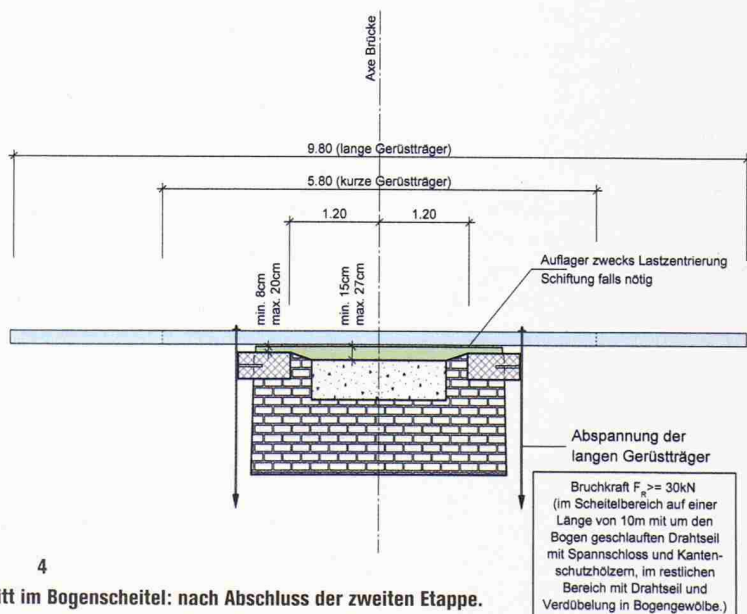 Axe Brücke
9.80 (lange Gerüstträger)
5.80 (kurze Gerüstträger)
1.20
1.20
min. 8cm
max. 20cm
min. 15cm
max. 27cm
Auflager zwecks Lastzentrierung
Schiftung falls nötig
Abspannung der
langen Gerüstträger
Bruchkraft F_R>= 30kN
(im Scheitelbereich auf einer
Länge von 10m mit um den
Bogen geschlauften Drahtseil
mit Spannschloss und Kanten-
schutzhölzern, im restlichen
Bereich mit Drahtseil und
Verdübelung in Bogengewölbe.)
4
itt im Bogenscheitel: nach Abschluss der zweiten Etappe.